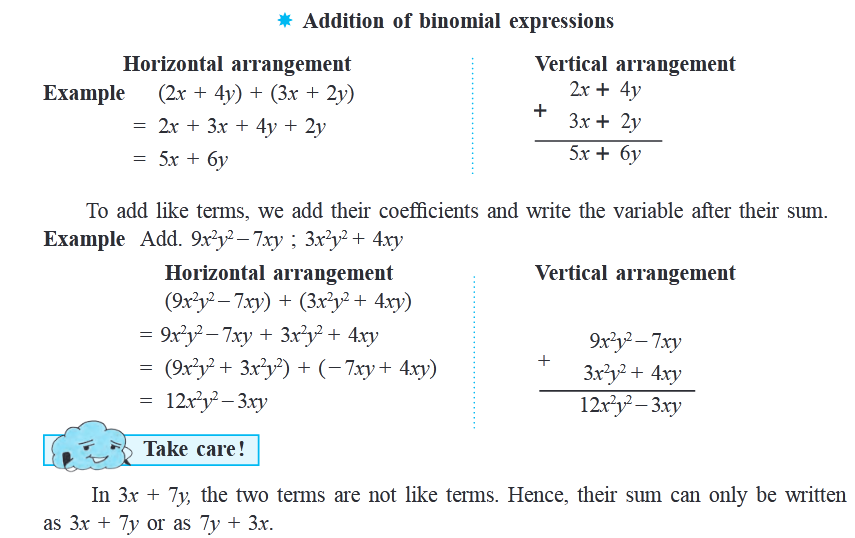 ✷ Addition of binomial expressions
Horizontal arrangement
Example (2x + 4y) + (3x + 2y)
= 2x + 3x + 4y + 2y
= 5x + 6y
Vertical arrangement
2x + 4y
+
3x + 2y
5x + 6y
To add like terms, we add their coefficients and write the variable after their sum.
Example Add. 9x²y² – 7xy ; 3x²y² + 4xy
Horizontal arrangement
(9x²y² – 7xy) + (3x²y² + 4xy)
= 9x²y² – 7xy + 3x²y² + 4xy
= (9x²y² + 3x²y²) + (– 7xy + 4xy)
= 12x²y² – 3xy
Vertical arrangement
9x²y² – 7xy
+
3x²y² + 4xy
12x²y² – 3xy
Take care!
In 3x + 7y, the two terms are not like terms. Hence, their sum can only be written
as 3x + 7y or as 7y + 3x.